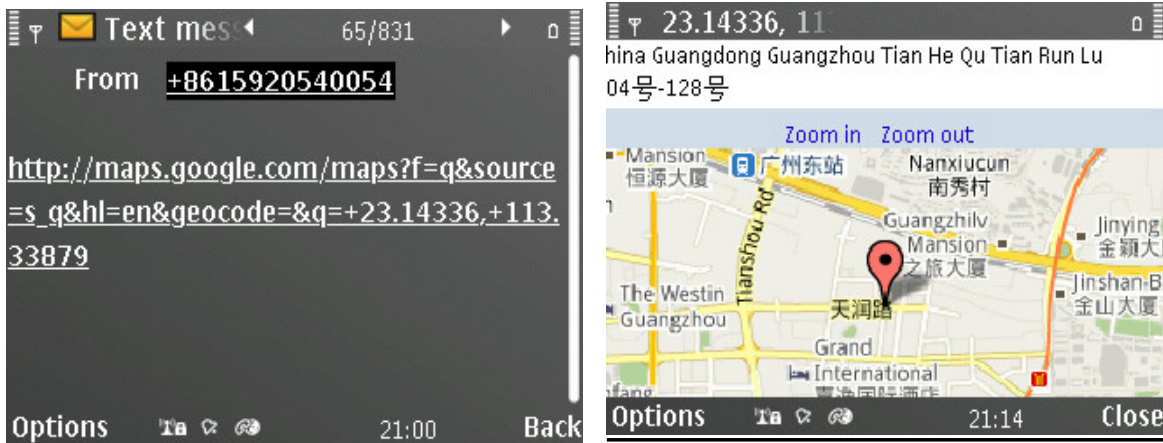 Text mes
65/831
From +8615920540054
http://maps.google.com/maps?f=q&source
=s_q&hl=en&geocode=&q=+23.14336,+113.
33879
Options
21:00
Back
23.14336, 11
hina Guangdong Guangzhou Tian He Qu Tian Run Lu
04号-128号
Zoom in Zoom out
Mansion
恒源大厦
广州东站
Nanxiucun
南秀村
Tianshou Rd
Guangzhilv
Mansion
之旅大厦
Jinying
金颖大
Jinshan B
金山大厦
The Westin
Guangzhou
天润路
Grand
International
Options
21:14
Close